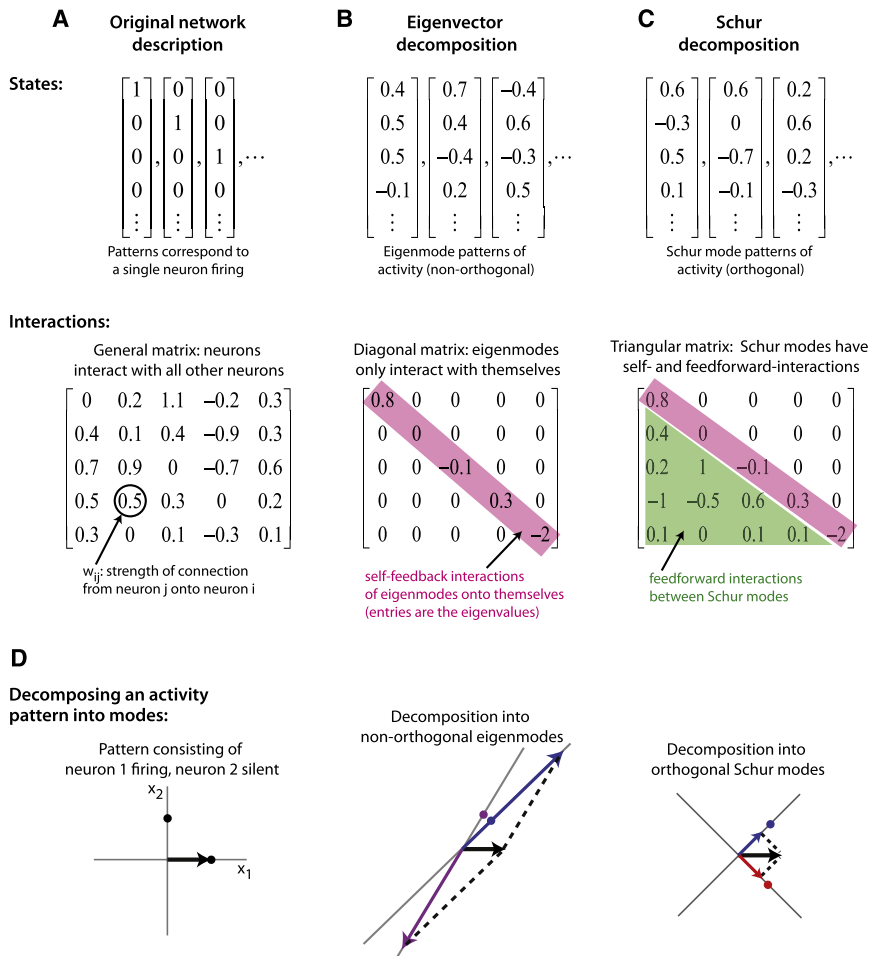 A Original network description
B Eigenvector decomposition
C Schur decomposition
States:
1 0 0
0 1 0
0 , 0 , 1 ,⋯
0 0 0
⋮ ⋮ ⋮
Patterns correspond to
a single neuron firing
0.4 0.7 −0.4
0.5 0.4 0.6
0.5 , −0.4 , −0.3 ,⋯
−0.1 0.2 0.5
⋮ ⋮ ⋮
Eigenmode patterns of
activity (non-orthogonal)
0.6 0.6 0.2
−0.3 0 0.6
0.5 , −0.7 , 0.2 ,⋯
0.1 −0.1 −0.3
⋮ ⋮ ⋮
Schur mode patterns of
activity (orthogonal)
Interactions:
General matrix: neurons
interact with all other neurons
0 0.2 1.1 −0.2 0.3
0.4 0.1 0.4 −0.9 0.3
0.7 0.9 0 −0.7 0.6
0.5 0.5 0.3 0 0.2
0.3 0 0.1 −0.3 0.1
wij: strength of connection
from neuron j onto neuron i
Diagonal matrix: eigenmodes
only interact with themselves
0.8 0 0 0 0
0 0 0 0 0
0 0 −0.1 0 0
0 0 0 0.3 0
0 0 0 0 −2
self-feedback interactions
of eigenmodes onto themselves
(entries are the eigenvalues)
Triangular matrix: Schur modes have
self- and feedforward-interactions
0.8 0 0 0 0
0.4 0 0 0 0
0.2 1 −0.1 0 0
−1 −0.5 0.6 0.3 0
0.1 0 0.1 0.1 −2
feedforward interactions
between Schur modes
D
Decomposing an activity
pattern into modes:
Pattern consisting of
neuron 1 firing, neuron 2 silent
x2
x1
Decomposition into
non-orthogonal eigenmodes
Decomposition into
orthogonal Schur modes